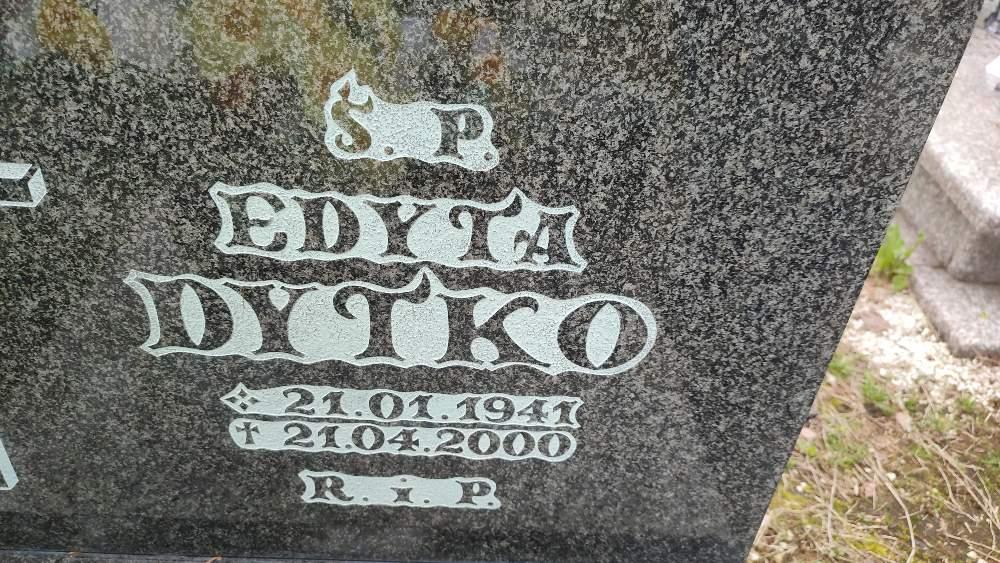 Ś. P.
EDYTA
DYTKO
21.01.1941
✝ 21.04.2000
R. i. P.